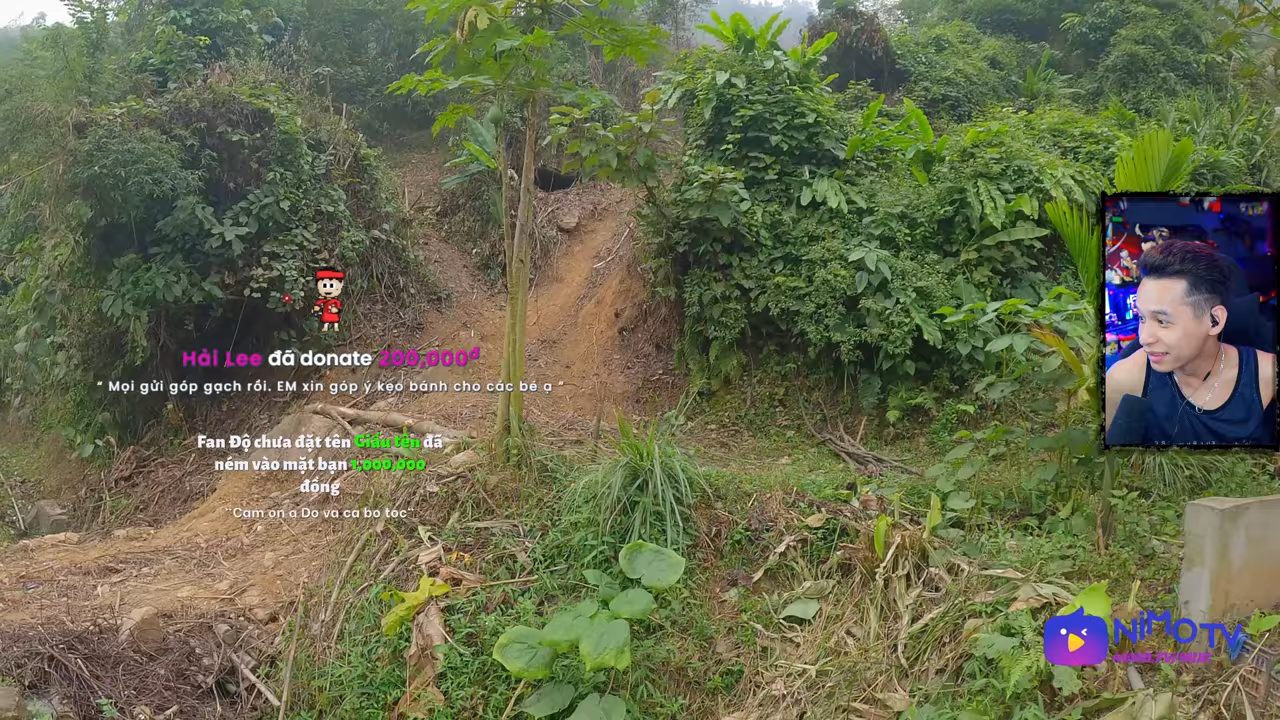 Hải Lee đã donate 200,000đ
“ Mọi gửi góp gạch rồi. EM xin góp ý kẹo bánh cho các bé ạ ”
Fan Độ chưa đặt tên Giấu tên đã
ném vào mặt bạn 1,000,000
đồng
"Cam on a Do va ca bo toc"
NiMO TV